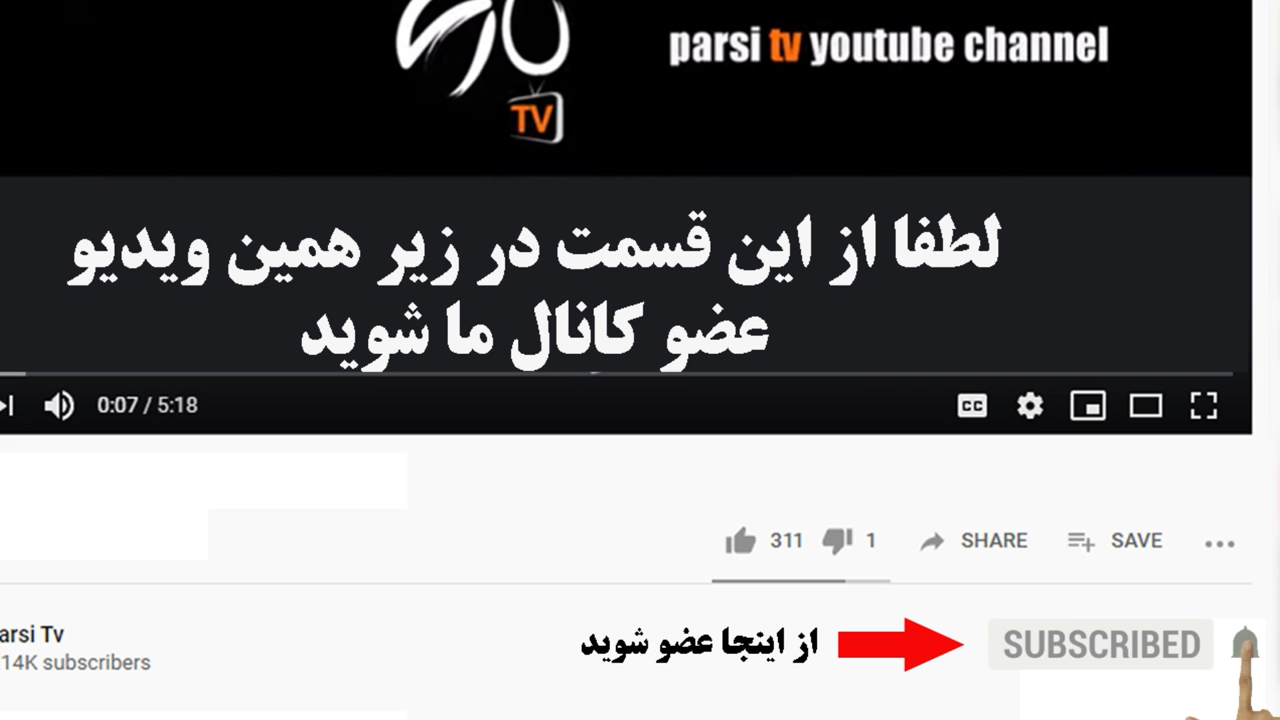 parsi tv youtube channel
TV
لطفا از این قسمت در زیر همین ویدیو
عضو کانال ما شوید
0:07 / 5:18
CC
311 1 SHARE SAVE
arsi Tv
14K subscribers
از اینجا عضو شوید
SUBSCRIBED